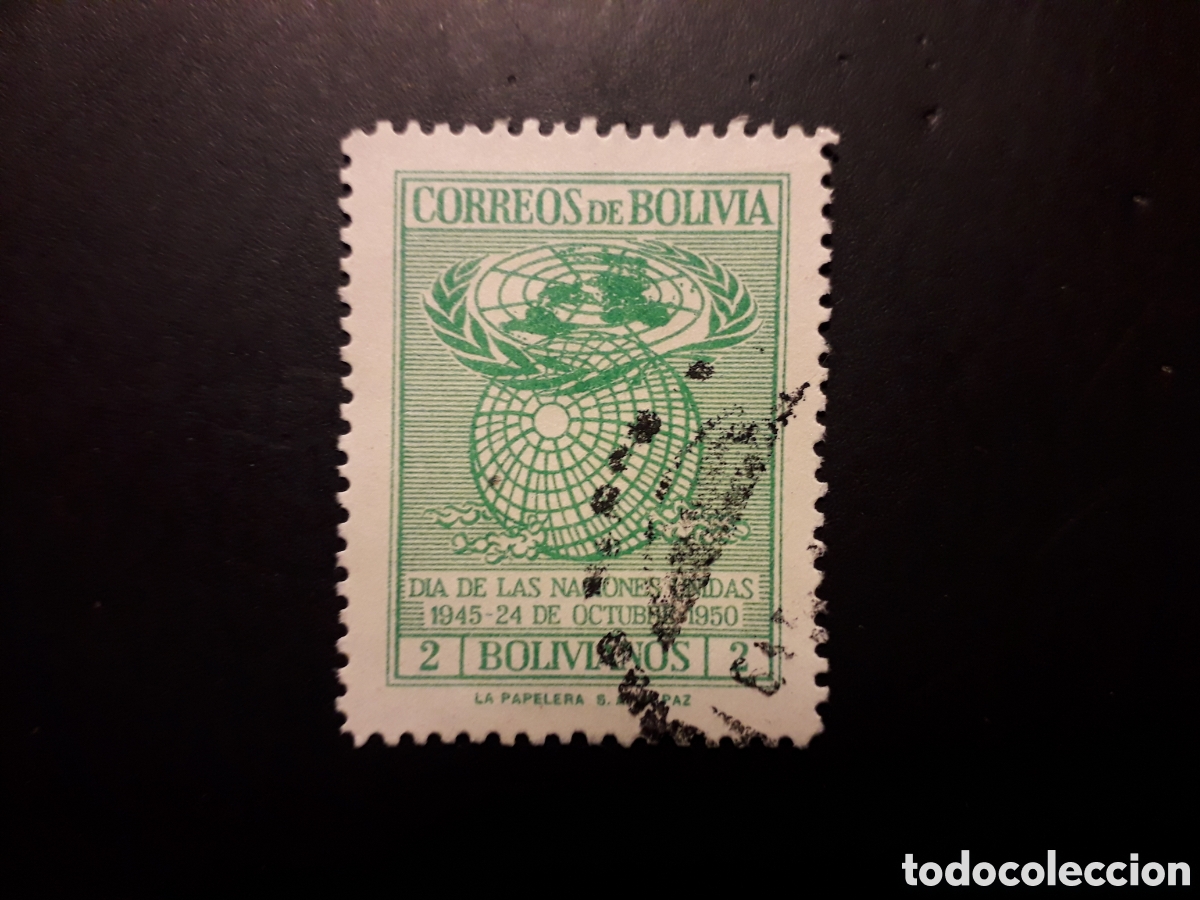 CORREOS DE BOLIVIA
DIA DE LAS NACIONES UNIDAS
1945-24 DE OCTUBRE 1950
2 BOLIVIANOS 2
LA PAPELERA S. A. PAZ
todocoleccion